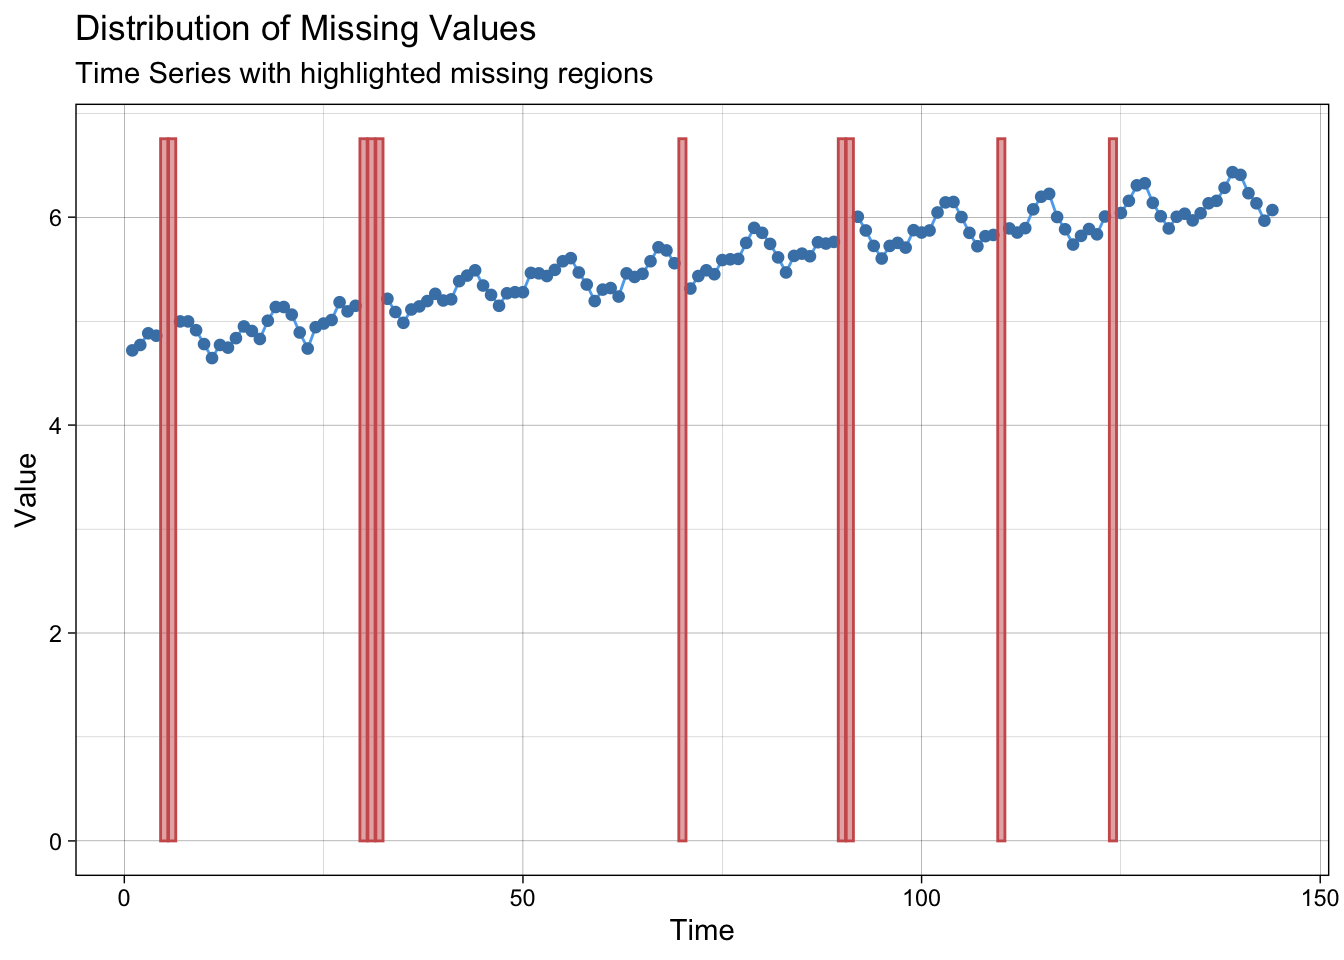 Distribution of Missing Values
Time Series with highlighted missing regions
Value
6
4
2
0
0 50 100 150
Time